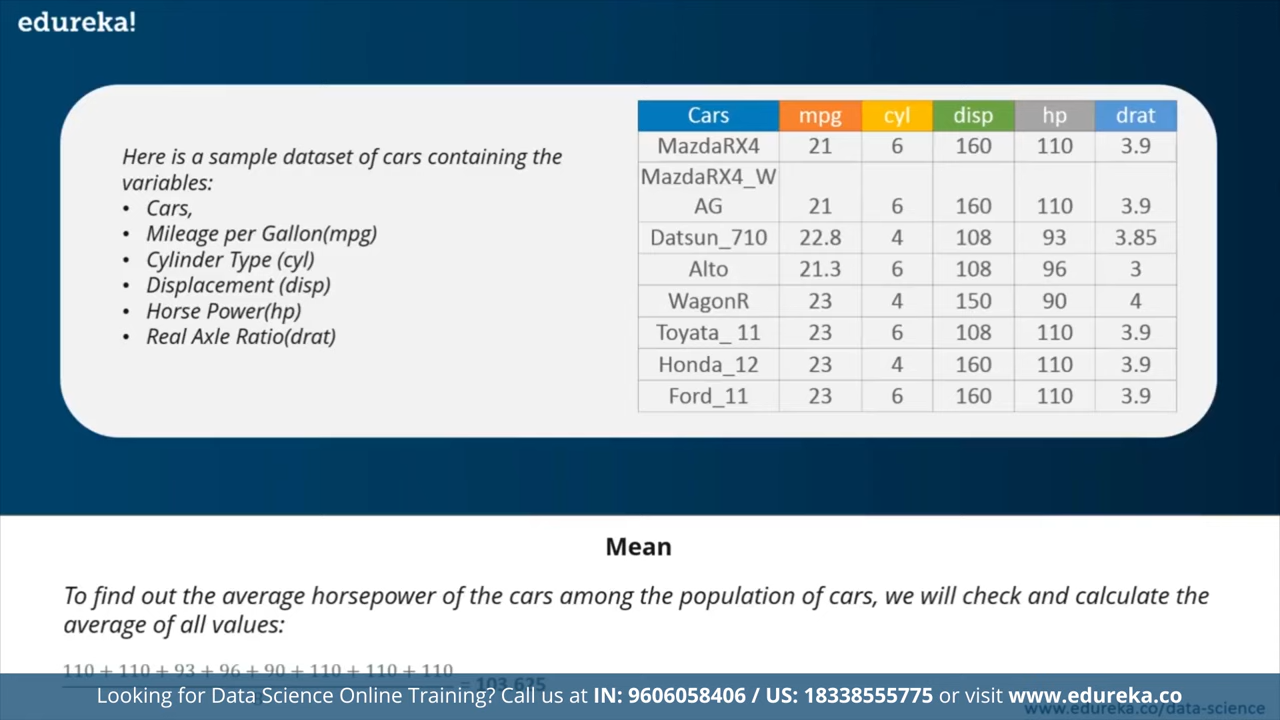 edureka!
Here is a sample dataset of cars containing the
variables:
• Cars,
• Mileage per Gallon(mpg)
• Cylinder Type (cyl)
• Displacement (disp)
• Horse Power(hp)
• Real Axle Ratio(drat)
Cars mpg cyl disp hp drat
MazdaRX4 21 6 160 110 3.9
MazdaRX4_W
AG 21 6 160 110 3.9
Datsun_710 22.8 4 108 93 3.85
Alto 21.3 6 108 96 3
WagonR 23 4 150 90 4
Toyata_ 11 23 6 108 110 3.9
Honda_12 23 4 160 110 3.9
Ford_11 23 6 160 110 3.9
Mean
To find out the average horsepower of the cars among the population of cars, we will check and calculate the
average of all values:
110 + 110 + 93 + 96 + 90 + 110 + 110 + 110
= 103.625
Looking for Data Science Online Training? Call us at IN: 9606058406 / US: 18338555775 or visit www.edureka.co
www.edureka.co/data-science